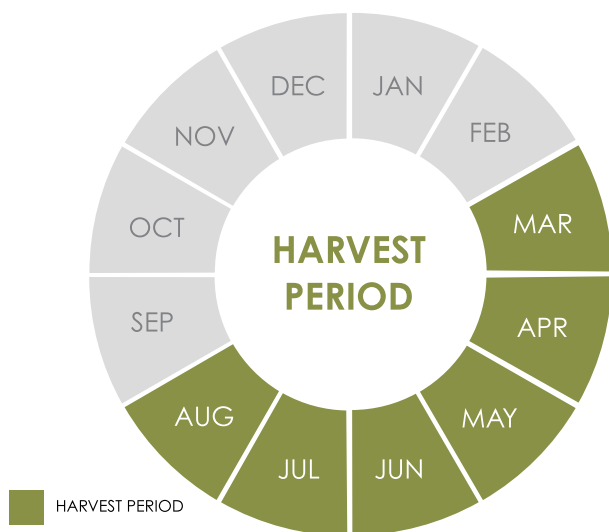 JAN
FEB
MAR
APR
MAY
JUN
JUL
AUG
SEP
OCT
NOV
DEC
HARVEST
PERIOD
HARVEST PERIOD